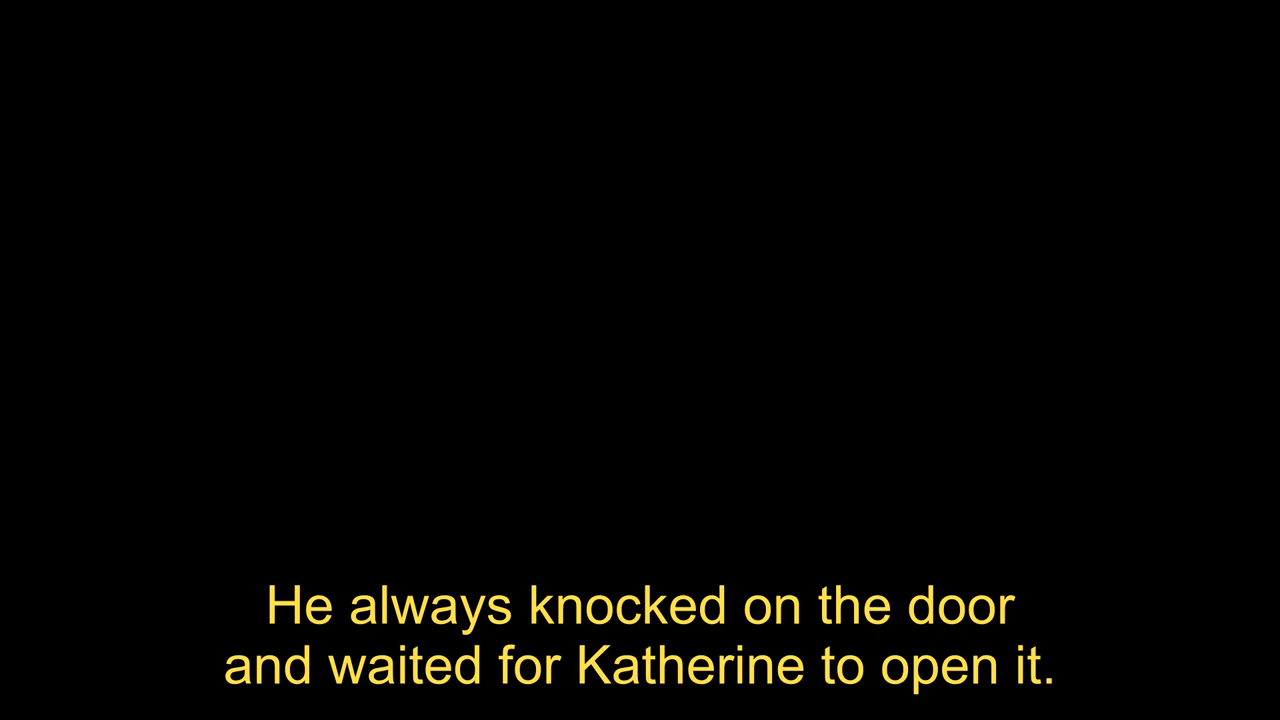 He always knocked on the door
and waited for Katherine to open it.